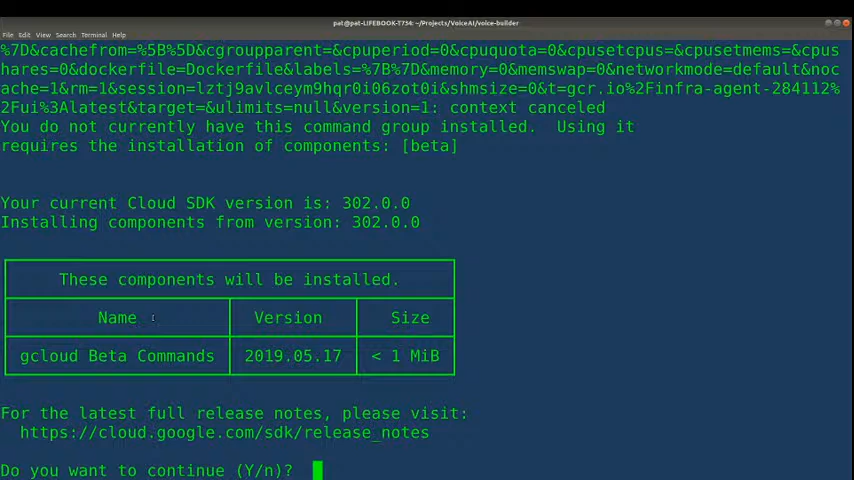 pat@pat-LIFEBOOK-T734: ~/Projects/VoiceAI/voice-builder
File Edit View Search Terminal Help
%7D&cachefrom=%5B%5D&cgroupparent=&cpuperiod=0&cpuquota=0&cpusetcpus=&cpusetmems=&cpus
hares=0&dockerfile=Dockerfile&labels=%7B%7D&memory=0&memswap=0&networkmode=default&noc
ache=1&rm=1&session=lztj9avlceym9hqr0i06zot0i&shmsize=0&t=gcr.io%2Finfra-agent-284112%
2Fui%3Alatest&target=&ulimits=null&version=1: context canceled
You do not currently have this command group installed.  Using it
requires the installation of components: [beta]
Your current Cloud SDK version is: 302.0.0
Installing components from version: 302.0.0
These components will be installed.
Name Version Size
gcloud Beta Commands 2019.05.17 < 1 MiB
For the latest full release notes, please visit:
https://cloud.google.com/sdk/release_notes
Do you want to continue (Y/n)?